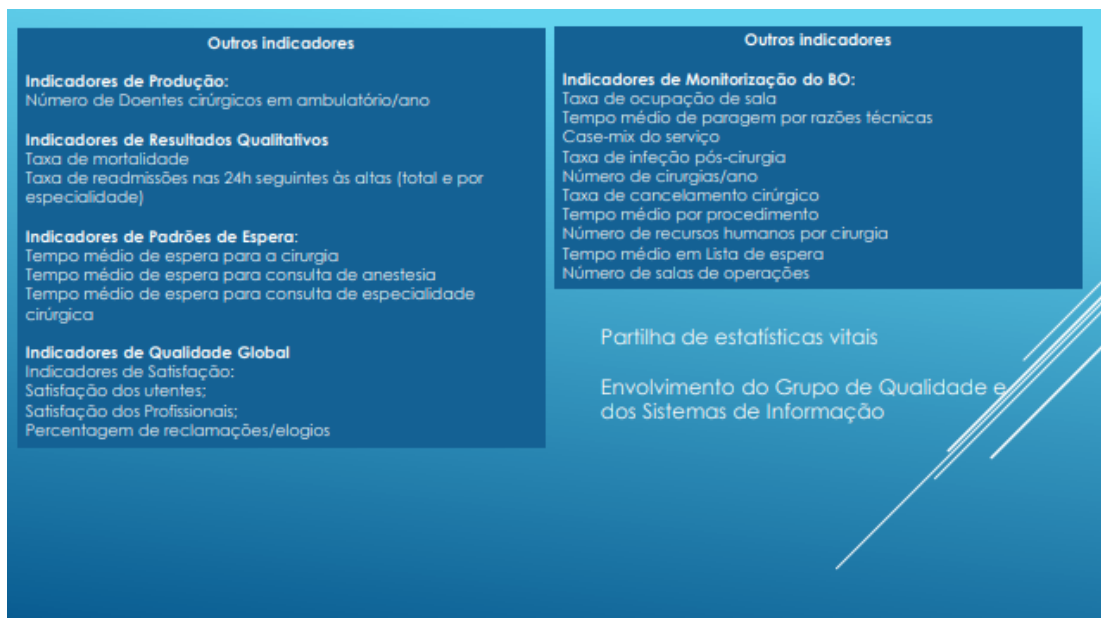 Outros indicadores
Indicadores de Produção:
Número de Doentes cirúrgicos em ambulatório/ano
Indicadores de Resultados Qualitativos
Taxa de mortalidade
Taxa de readmissões nas 24h seguintes às altas (total e por
especialidade)
Indicadores de Padrões de Espera:
Tempo médio de espera para a cirurgia
Tempo médio de espera para consulta de anestesia
Tempo médio de espera para consulta de especialidade
cirúrgica
Indicadores de Qualidade Global
Indicadores de Satisfação:
Satisfação dos utentes;
Satisfação dos Profissionais;
Percentagem de reclamações/elogios
Outros indicadores
Indicadores de Monitorização do BO:
Taxa de ocupação de sala
Tempo médio de paragem por razões técnicas
Case-mix do serviço
Taxa de infeção pós-cirurgia
Número de cirurgias/ano
Taxa de cancelamento cirúrgico
Tempo médio por procedimento
Número de recursos humanos por cirurgia
Tempo médio em Lista de espera
Número de salas de operações
Partilha de estatísticas vitais
Envolvimento do Grupo de Qualidade e
dos Sistemas de Informação